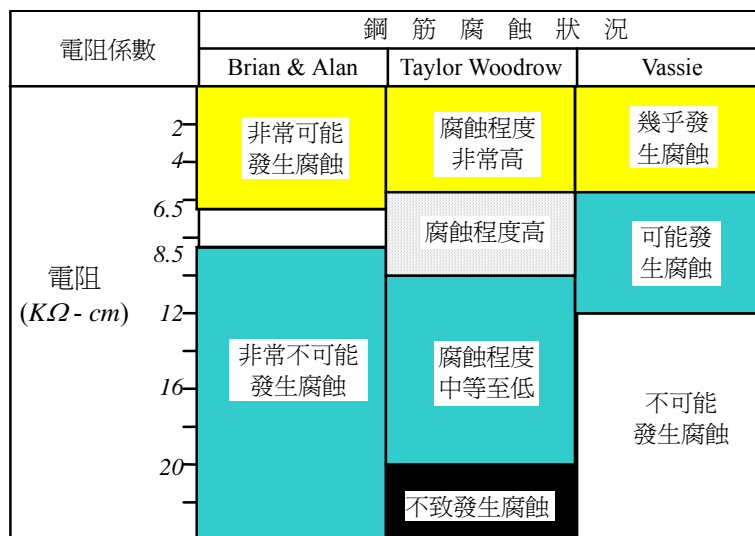 電阻係數
鋼筋腐蝕狀況
Brian & Alan
Taylor Woodrow
Vassie
電阻
(KΩ - cm)
2
4
6.5
8.5
12
16
20
非常可能
發生腐蝕
非常不可能
發生腐蝕
腐蝕程度
非常高
腐蝕程度高
腐蝕程度
中等至低
不致發生腐蝕
幾乎發
生腐蝕
可能發
生腐蝕
不可能
發生腐蝕